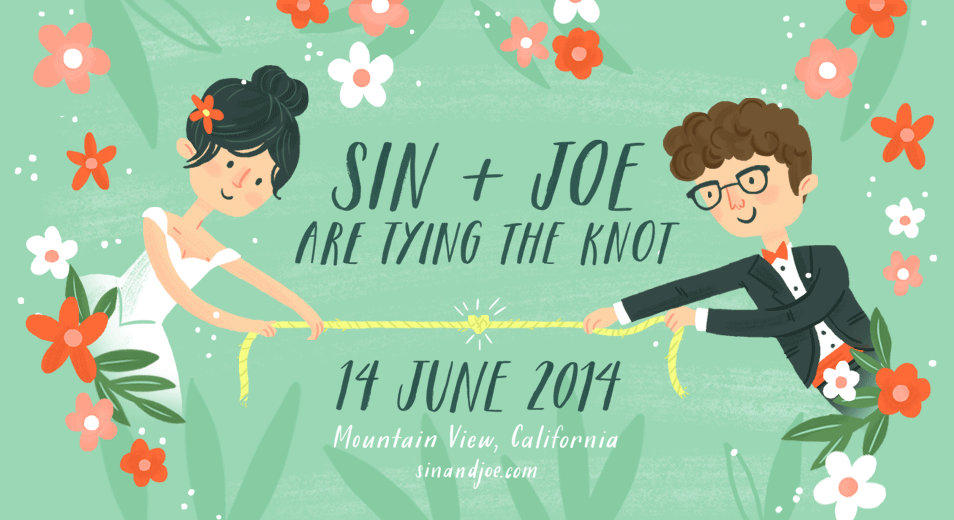 SIN + JOE
ARE TYING THE KNOT
14 JUNE 2014
Mountain View, California
sinandjoe.com